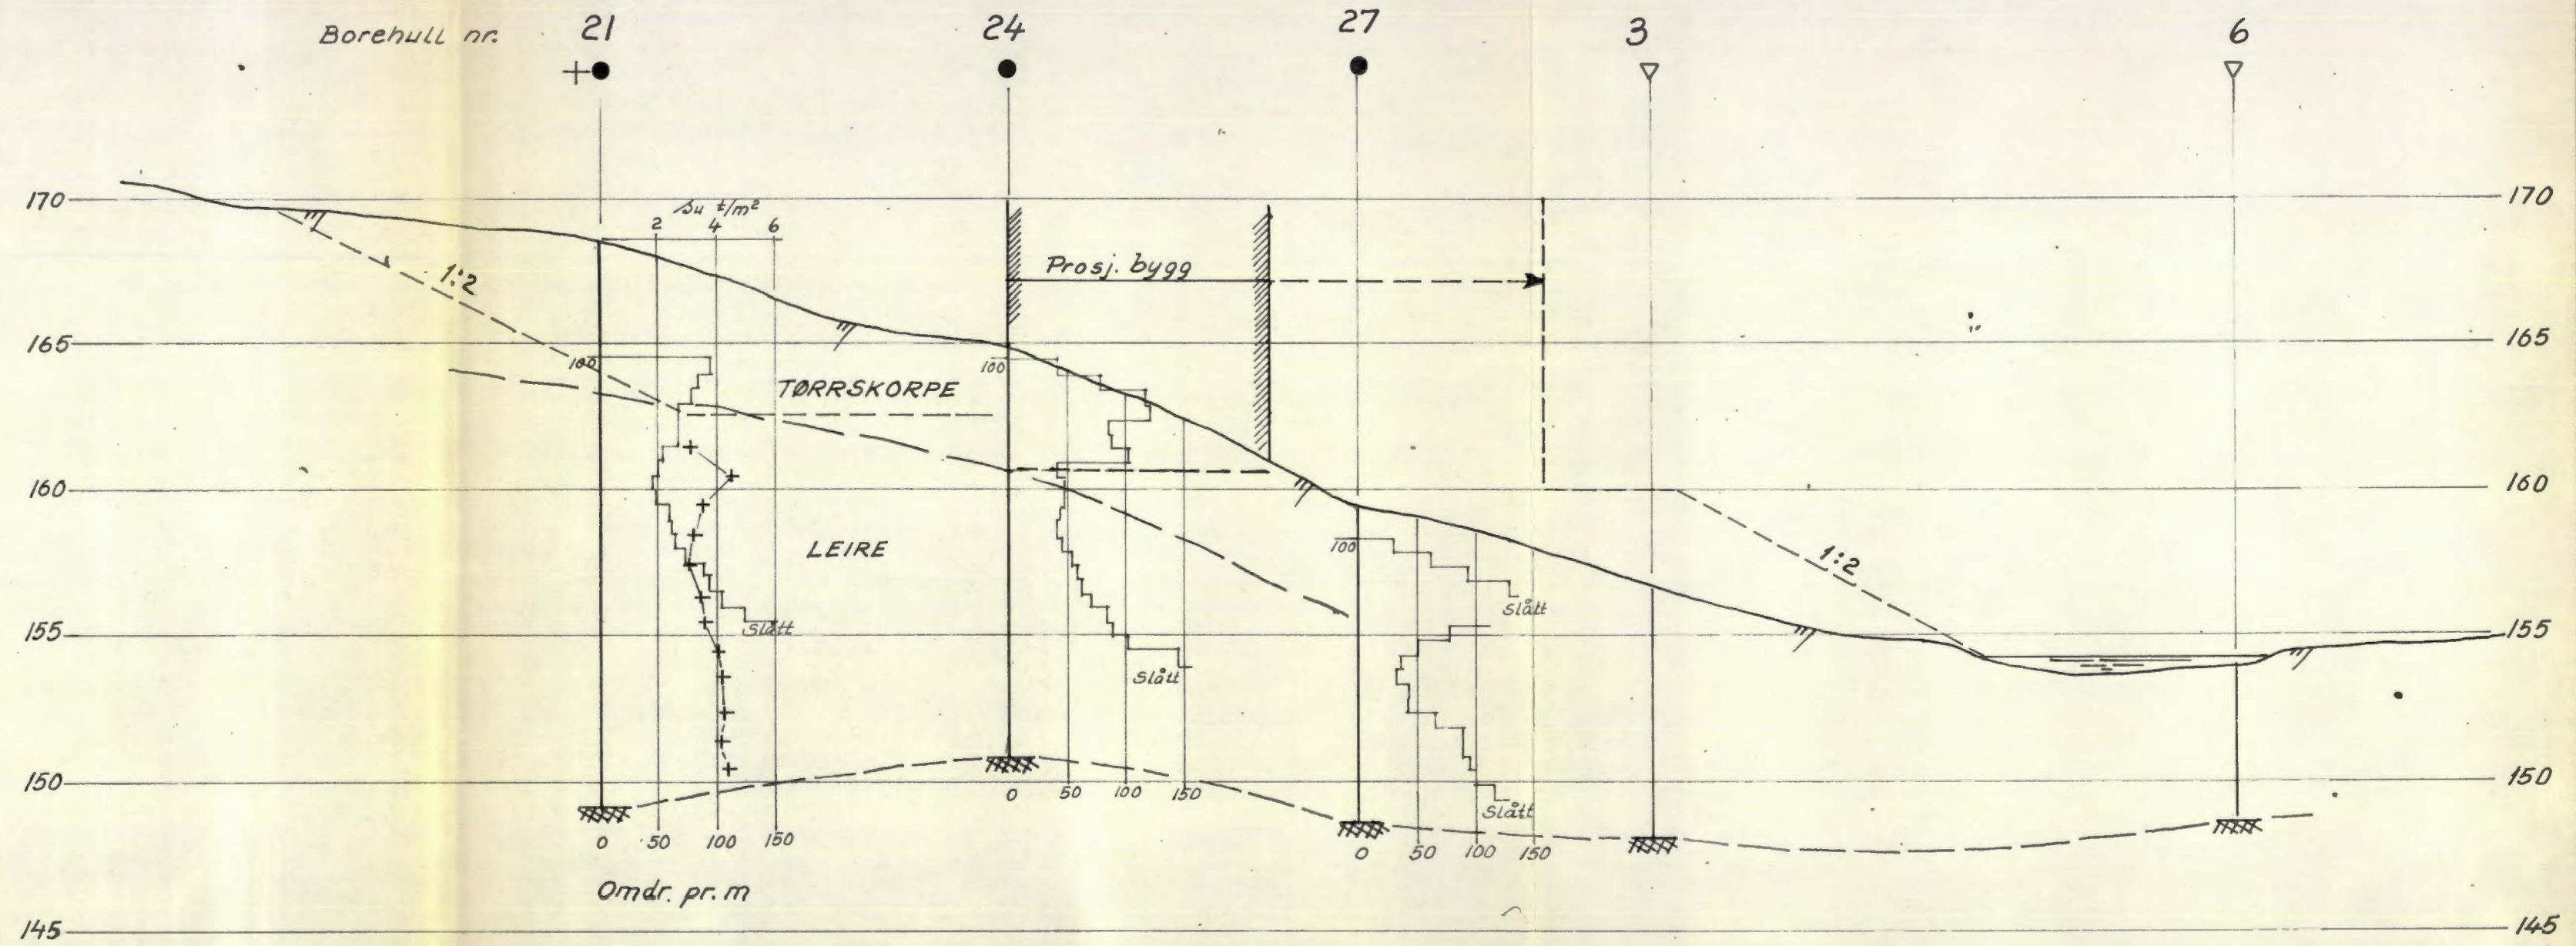 Borehull nr. 21 24 27 3 6
170 170
su t/m²
2 4 6
Prosj. bygg
1:2
165 165
100 100
TØRRSKORPE
160 160
100
LEIRE
1:2
Slått
155 155
Slått
Slått
150 150
0 50 100 150
Slått
0 50 100 150
0 50 100 150
Omdr. pr. m
145 145